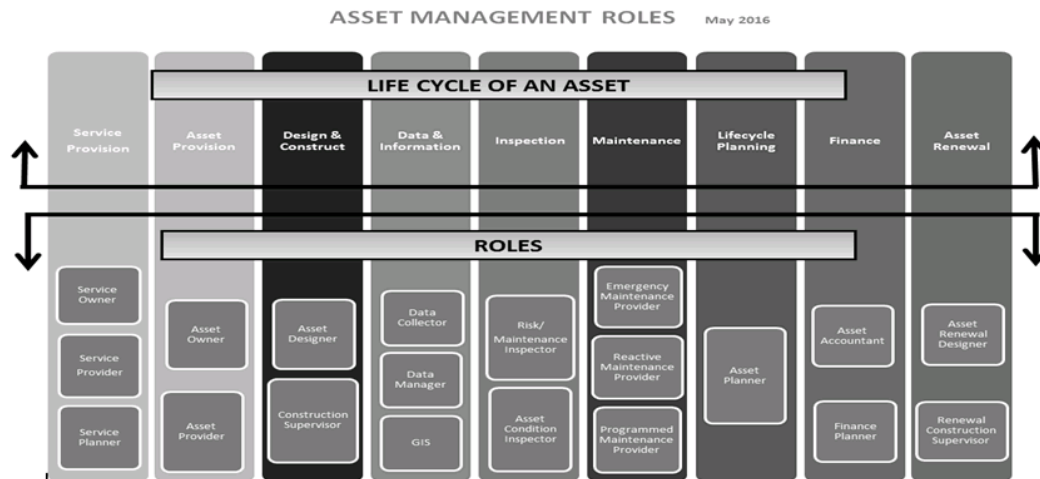 ASSET MANAGEMENT ROLES May 2016
LIFE CYCLE OF AN ASSET
Service
Provision
Asset
Provision
Design &
Construct
Data &
Information
Inspection
Maintenance
Lifecycle
Planning
Finance
Asset
Renewal
ROLES
Service
Owner
Service
Provider
Service
Planner
Asset
Owner
Asset
Provider
Asset
Designer
Construction
Supervisor
Data
Collector
Data
Manager
GIS
Risk/
Maintenance
Inspector
Asset
Condition
Inspector
Emergency
Maintenance
Provider
Reactive
Maintenance
Provider
Programmed
Maintenance
Provider
Asset
Planner
Asset
Accountant
Finance
Planner
Asset
Renewal
Designer
Renewal
Construction
Supervisor